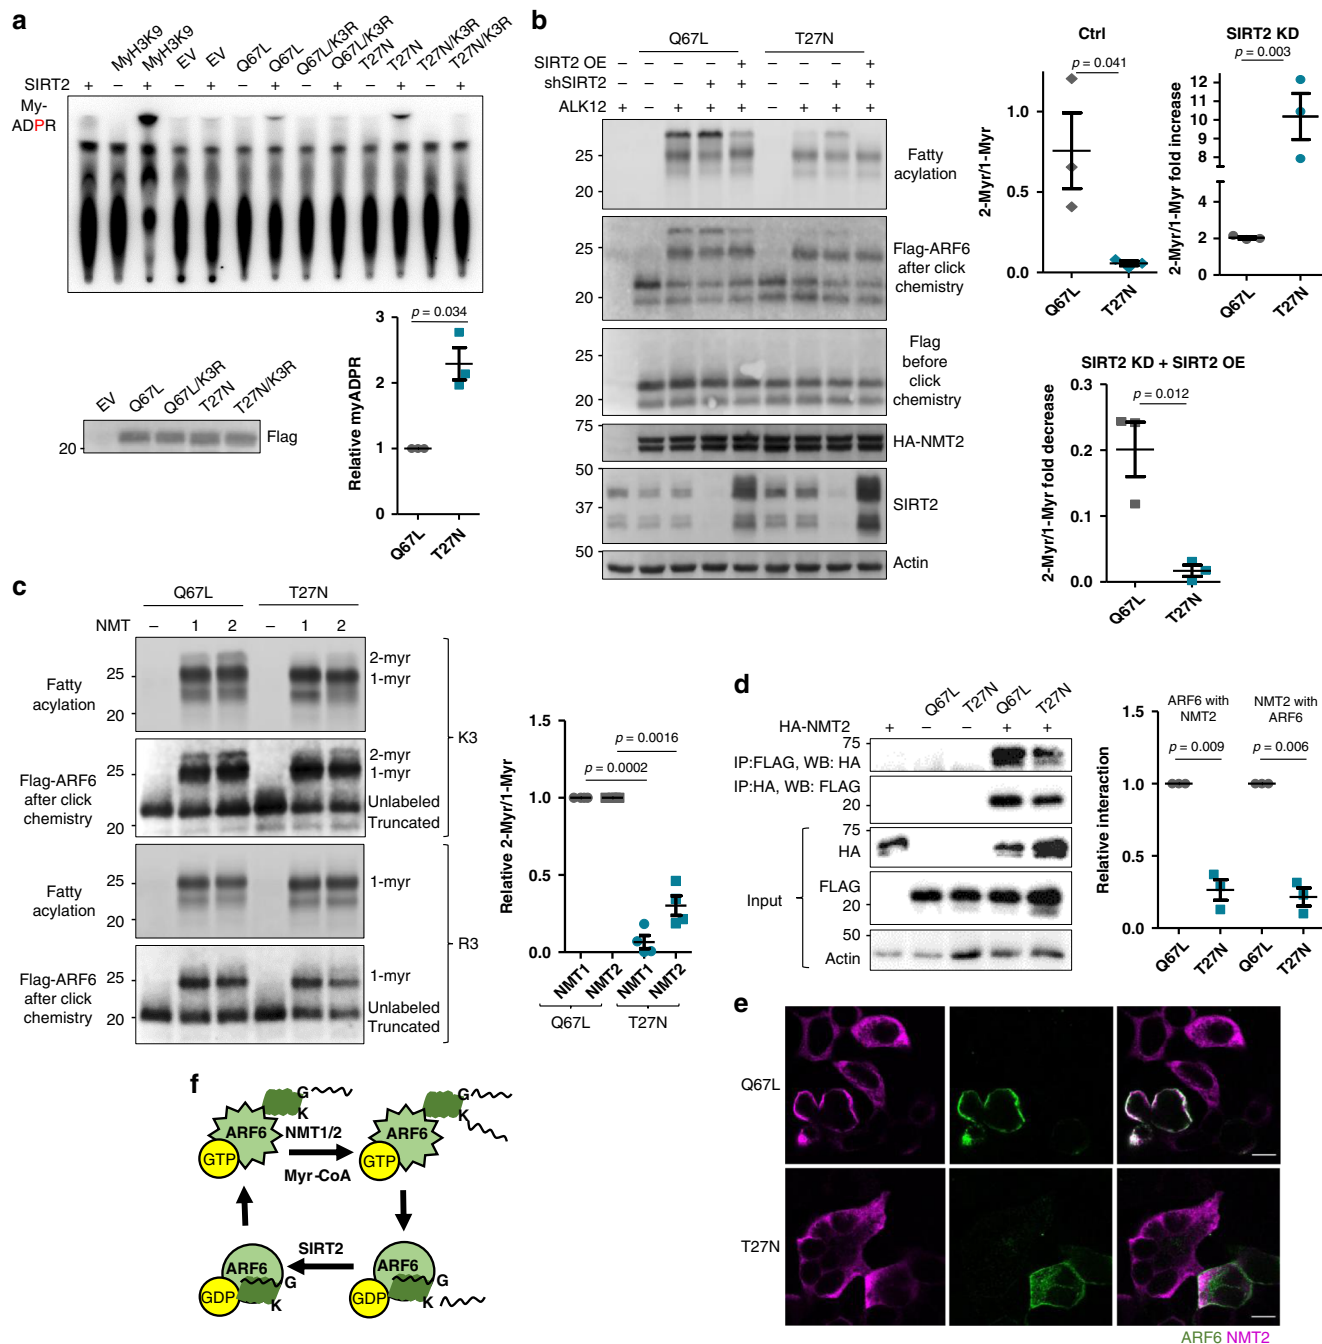 a
MyH3K9
MyH3K9
EV
EV
Q67L
Q67L
Q67L/K3R
Q67L/K3R
T27N
T27N
T27N/K3R
T27N/K3R
SIRT2 + – + – + – + – + – + – +
My-
ADPR
EV
Q67L
Q67L/K3R
T27N
T27N/K3R
20
Flag
Relative myADPR
3
2
1
0
p = 0.034
Q67L
T27N
b
Q67L
T27N
SIRT2 OE – – – – + – – – +
shSIRT2 – – – + + – – + +
ALK12 + – + + + – + + +
25
20
Fatty
acylation
25
20
Flag-ARF6
after click
chemistry
25
20
Flag
before
click
chemistry
75
HA-NMT2
50
37
SIRT2
50
Actin
Ctrl
p = 0.041
2-Myr/1-Myr
1.0
0.5
0.0
Q67L
T27N
SIRT2 KD
p = 0.003
2-Myr/1-Myr fold increase
12
11
10
9
8
4
2
0
Q67L
T27N
SIRT2 KD + SIRT2 OE
p = 0.012
2-Myr/1-Myr fold decrease
0.3
0.2
0.1
0.0
Q67L
T27N
c
Q67L
T27N
NMT – 1 2 – 1 2
Fatty
acylation
25
20
2-myr
1-myr
Flag-ARF6
after click
chemistry
25
20
2-myr
1-myr
Unlabeled
Truncated
K3
Fatty
acylation
25
20
1-myr
Flag-ARF6
after click
chemistry
25
20
1-myr
Unlabeled
Truncated
R3
Relative 2-Myr/1-Myr
1.5
1.0
0.5
0.0
p = 0.0016
p = 0.0002
NMT1
NMT2
NMT1
NMT2
Q67L
T27N
d
Q67L
T27N
Q67L
T27N
HA-NMT2 + – – + +
75
IP:FLAG, WB: HA
IP:HA, WB: FLAG
20
75
HA
Input
FLAG
20
50
Actin
Relative interaction
1.5
1.0
0.5
0.0
ARF6 with
NMT2
p = 0.009
NMT2 with
ARF6
p = 0.006
Q67L
T27N
Q67L
T27N
e
Q67L
T27N
ARF6 NMT2
f
G
K
ARF6
GTP
NMT1/2
Myr-CoA
G
K
ARF6
GTP
SIRT2
ARF6
G
K
GDP
ARF6
G
K
GDP